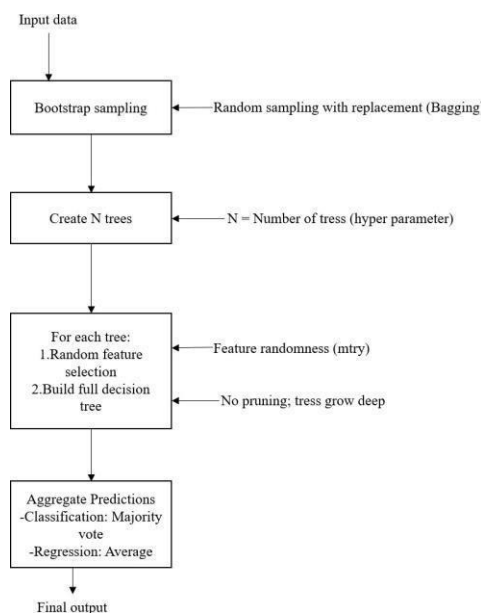 Input data
Bootstrap sampling
Random sampling with replacement (Bagging)
Create N trees
N = Number of tress (hyper parameter)
For each tree:
1.Random feature
selection
2.Build full decision
tree
Feature randomness (mtry)
No pruning; tress grow deep
Aggregate Predictions
-Classification: Majority
vote
-Regression: Average
Final output